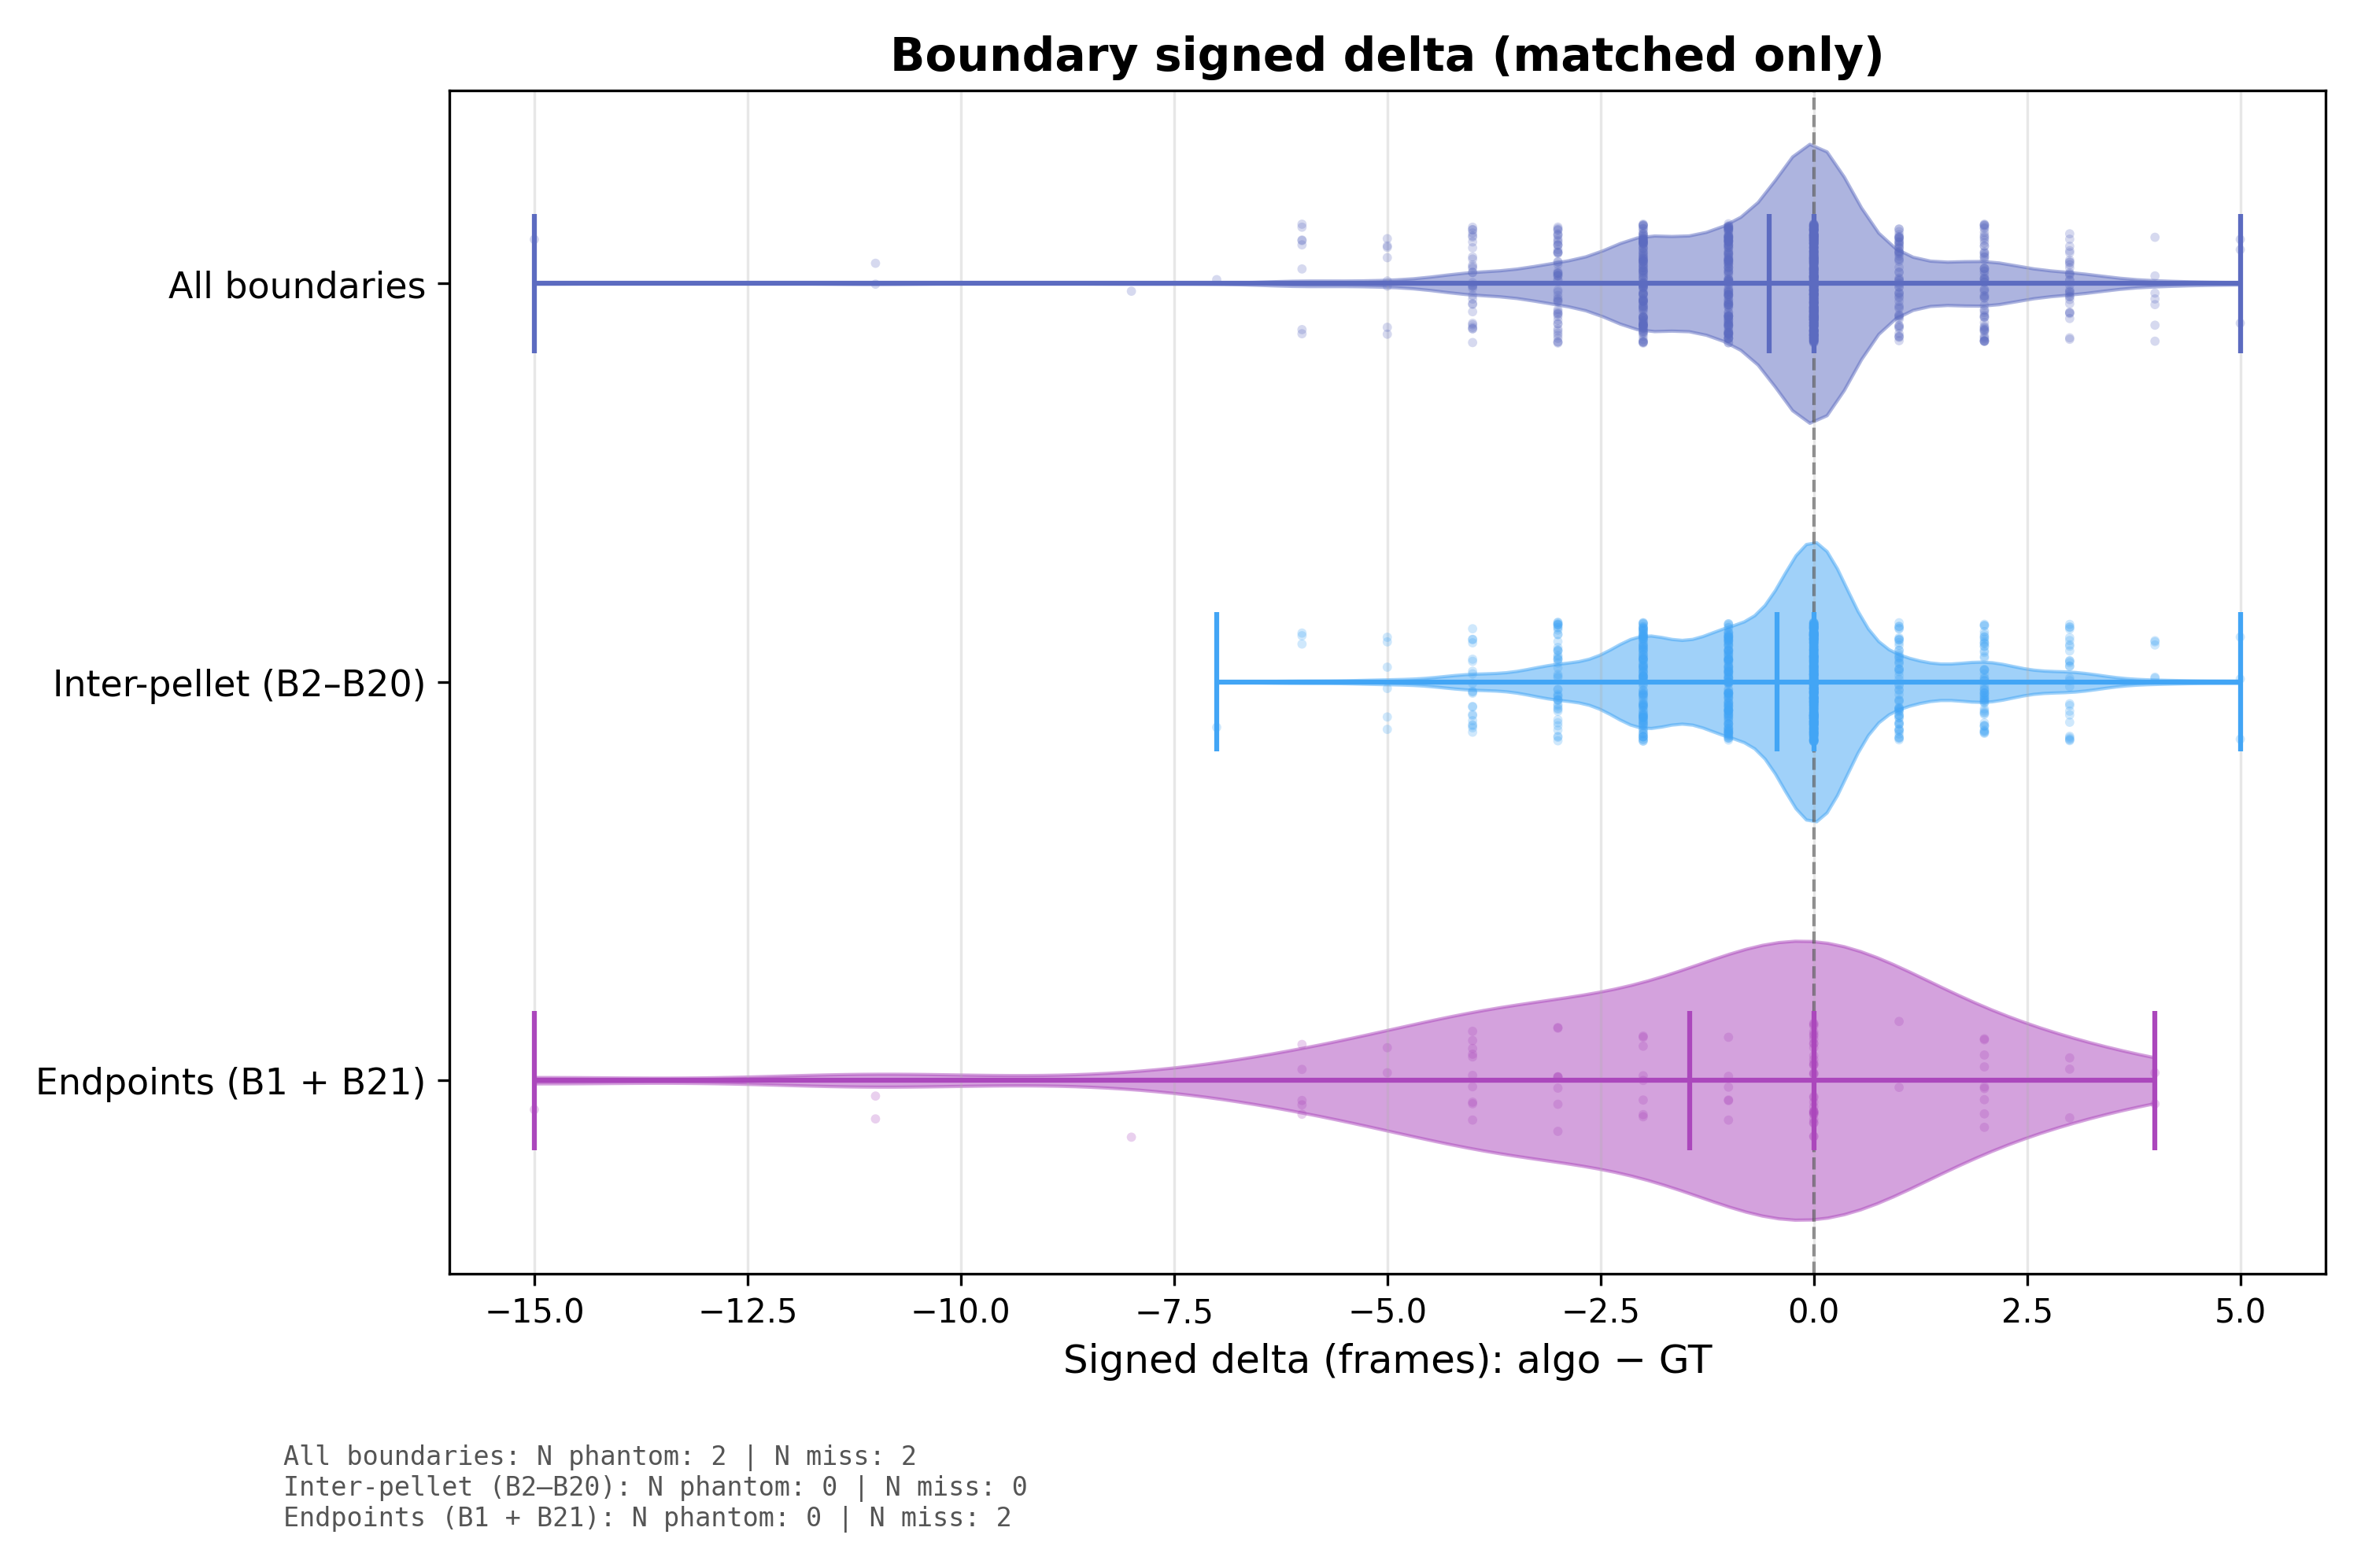 Boundary signed delta (matched only)
All boundaries
Inter-pellet (B2–B20)
Endpoints (B1 + B21)
−15.0 −12.5 −10.0 −7.5 −5.0 −2.5 0.0 2.5 5.0
Signed delta (frames): algo − GT
All boundaries: N phantom: 2 | N miss: 2
Inter-pellet (B2–B20): N phantom: 0 | N miss: 0
Endpoints (B1 + B21): N phantom: 0 | N miss: 2